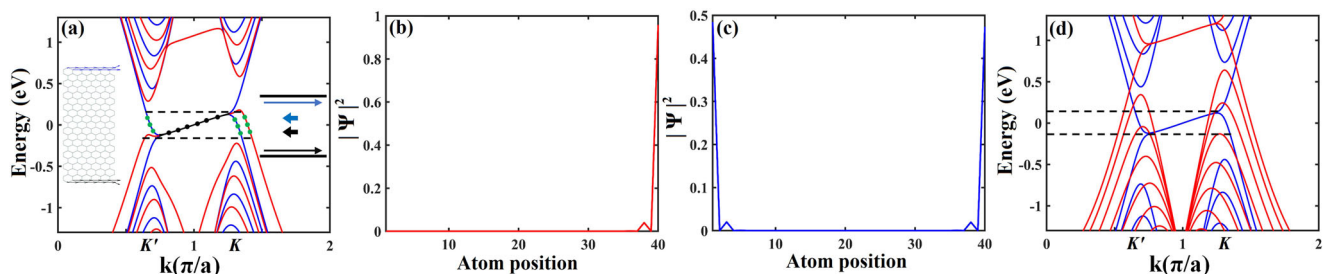 (a)
Energy (eV)
1
0.5
0
-0.5
-1
0
K'
1
K
2
k(π/a)
(b)
|Ψ|²
1
0.8
0.6
0.4
0.2
0
10
20
30
40
Atom position
(c)
|Ψ|²
0.5
0.4
0.3
0.2
0.1
0
10
20
30
40
Atom position
(d)
Energy (eV)
1
0.5
0
-0.5
-1
0
K'
1
K
2
k(π/a)